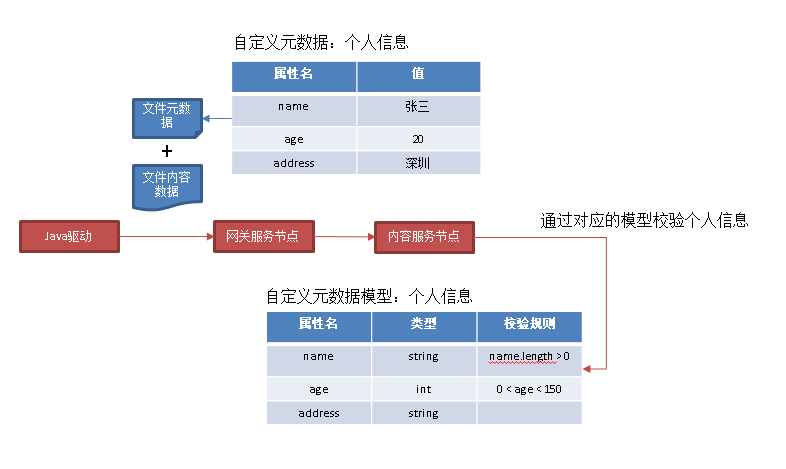 自定义元数据：个人信息
属性名 值
name 张三
age 20
address 深圳
文件元数
据
+
文件内容
数据
Java驱动
网关服务节点
内容服务节点
通过对应的模型校验个人信息
自定义元数据模型：个人信息
属性名 类型 校验规则
name string name.length >0
age int 0 < age < 150
address string